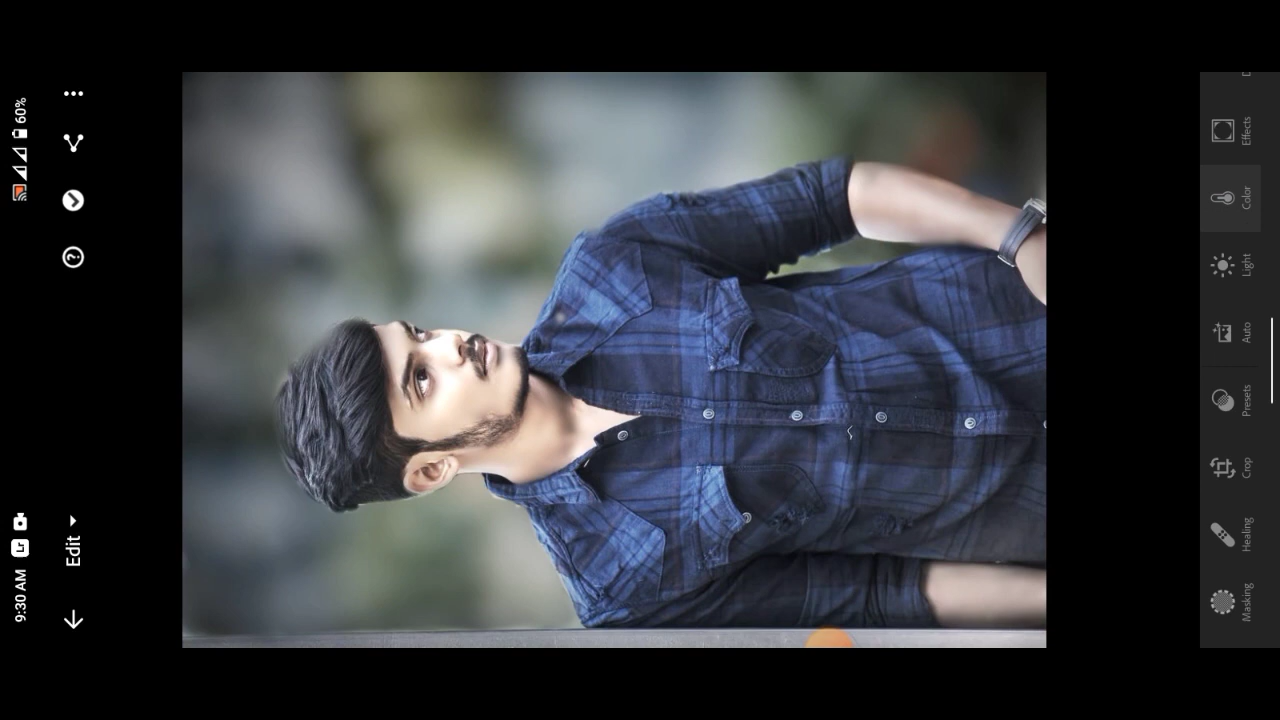 9:30 AM
60%
Edit
Masking
Healing
Crop
Presets
Auto
Light
Color
Effects